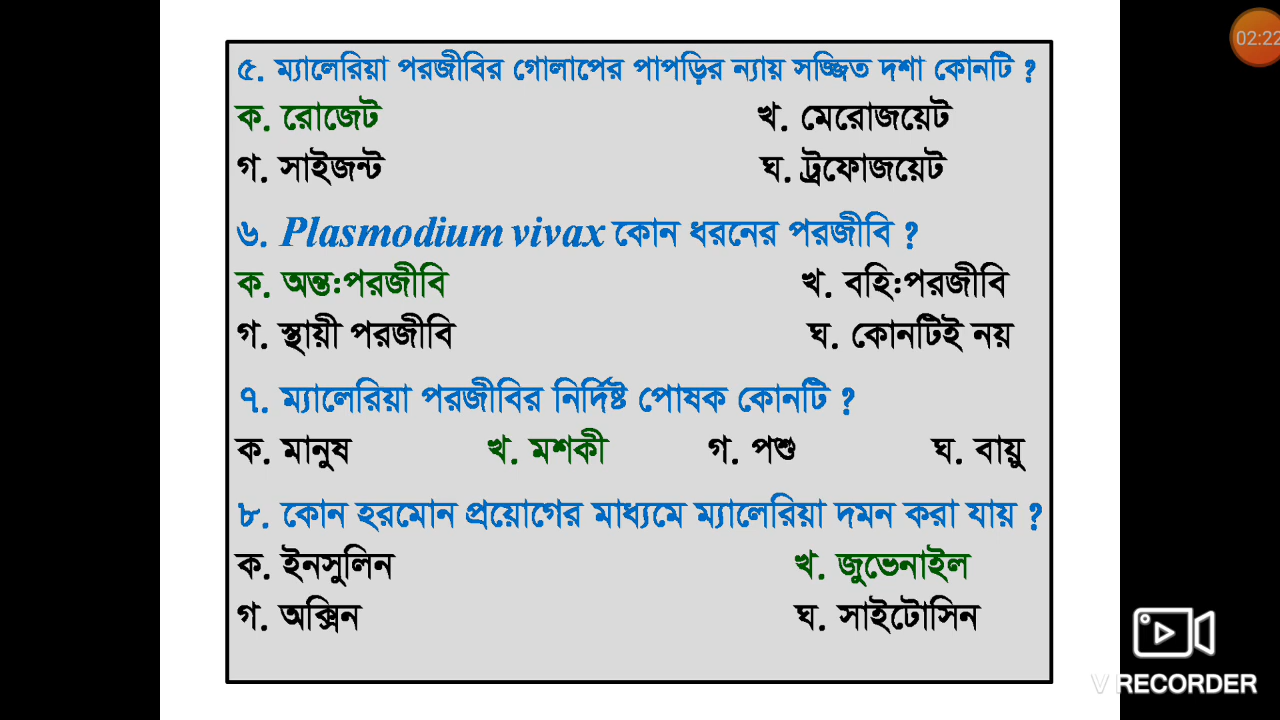 02:22
৫. ম্যালেরিয়া পরজীবির গোলাপের পাপড়ির ন্যায় সজ্জিত দশা কোনটি ?
ক. রোজেট খ. মেরোজয়েট
গ. সাইজন্ট ঘ. ট্রফোজয়েট
৬. Plasmodium vivax কোন ধরনের পরজীবি ?
ক. অন্ত:পরজীবি খ. বহি:পরজীবি
গ. স্থায়ী পরজীবি ঘ. কোনটিই নয়
৭. ম্যালেরিয়া পরজীবির নির্দিষ্ট পোষক কোনটি ?
ক. মানুষ খ. মশকী গ. পশু ঘ. বায়ু
৮. কোন হরমোন প্রয়োগের মাধ্যমে ম্যালেরিয়া দমন করা যায় ?
ক. ইনসুলিন খ. জুভেনাইল
গ. অক্সিন ঘ. সাইটোসিন
V RECORDER